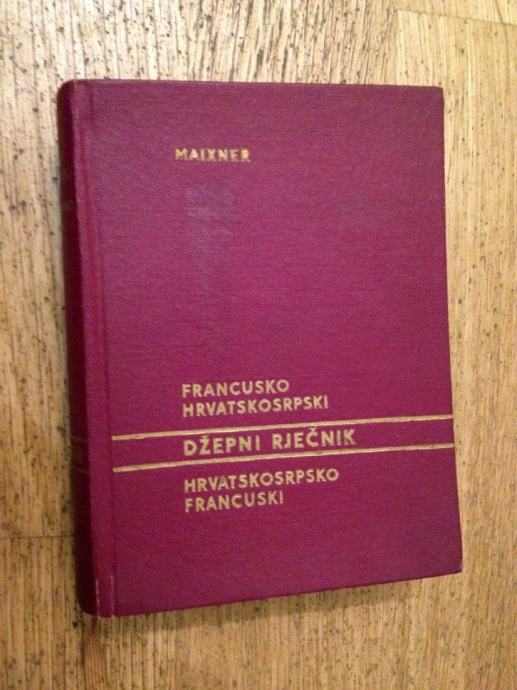 MAIXNER
FRANCUSKO
HRVATSKOSRPSKI
DŽEPNI RJEČNIK
HRVATSKOSRPSKO
FRANCUSKI